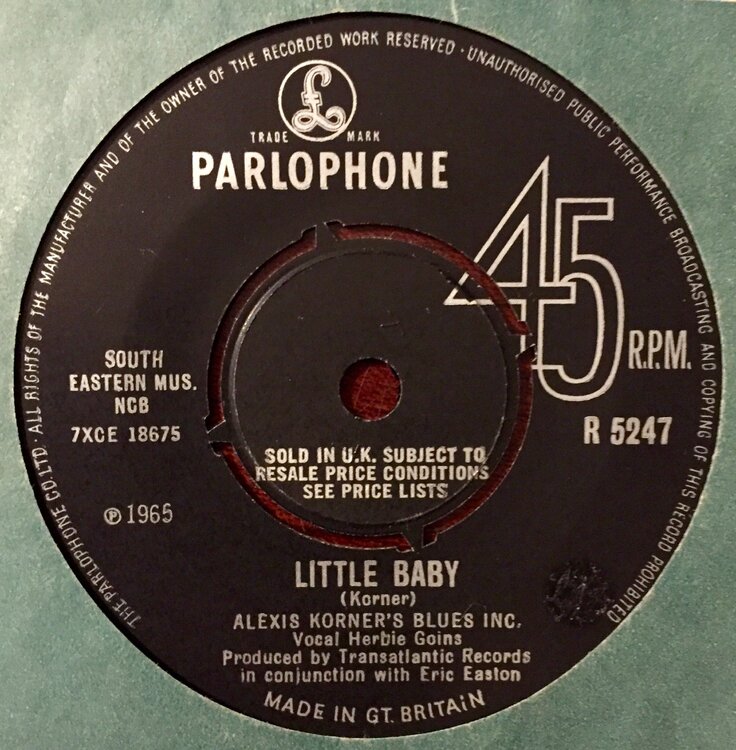 THE PARLOPHONE CO. LTD · ALL RIGHTS OF THE MANUFACTURER AND OF THE OWNER OF THE RECORDED WORK RESERVED · UNAUTHORISED PUBLIC PERFORMANCE BROADCASTING AND COPYING OF THIS RECORD PROHIBITED
£
TRADE MARK
PARLOPHONE
45
R.P.M.
SOUTH
EASTERN MUS.
NCB
7XCE 18675
R 5247
SOLD IN U.K. SUBJECT TO
RESALE PRICE CONDITIONS
SEE PRICE LISTS
℗ 1965
LITTLE BABY
(Korner)
ALEXIS KORNER'S BLUES INC.
Vocal Herbie Goins
Produced by Transatlantic Records
in conjunction with Eric Easton
MADE IN GT. BRITAIN